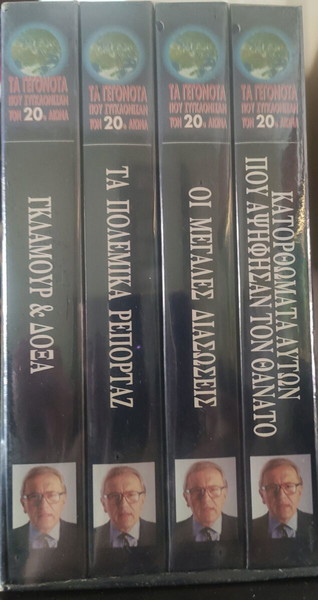 ΤΑ ΓΕΓΟΝΟΤΑ
ΠΟΥ ΣΥΓΚΛΟΝΙΣΑΝ
ΤΟΝ 20ο ΑΙΩΝΑ
ΓΚΛΑΜΟΥΡ & ΔΟΞΑ
ΤΑ ΓΕΓΟΝΟΤΑ
ΠΟΥ ΣΥΓΚΛΟΝΙΣΑΝ
ΤΟΝ 20ο ΑΙΩΝΑ
ΤΑ ΠΟΛΕΜΙΚΑ ΡΕΠΟΡΤΑΖ
ΤΑ ΓΕΓΟΝΟΤΑ
ΠΟΥ ΣΥΓΚΛΟΝΙΣΑΝ
ΤΟΝ 20ο ΑΙΩΝΑ
ΟΙ ΜΕΓΑΛΕΣ ΔΙΑΣΩΣΕΙΣ
ΤΑ ΓΕΓΟΝΟΤΑ
ΠΟΥ ΣΥΓΚΛΟΝΙΣΑΝ
ΤΟΝ 20ο ΑΙΩΝΑ
ΚΑΤΟΡΘΩΜΑΤΑ ΑΥΤΩΝ
ΠΟΥ ΑΨΗΦΗΣΑΝ ΤΟΝ ΘΑΝΑΤΟ